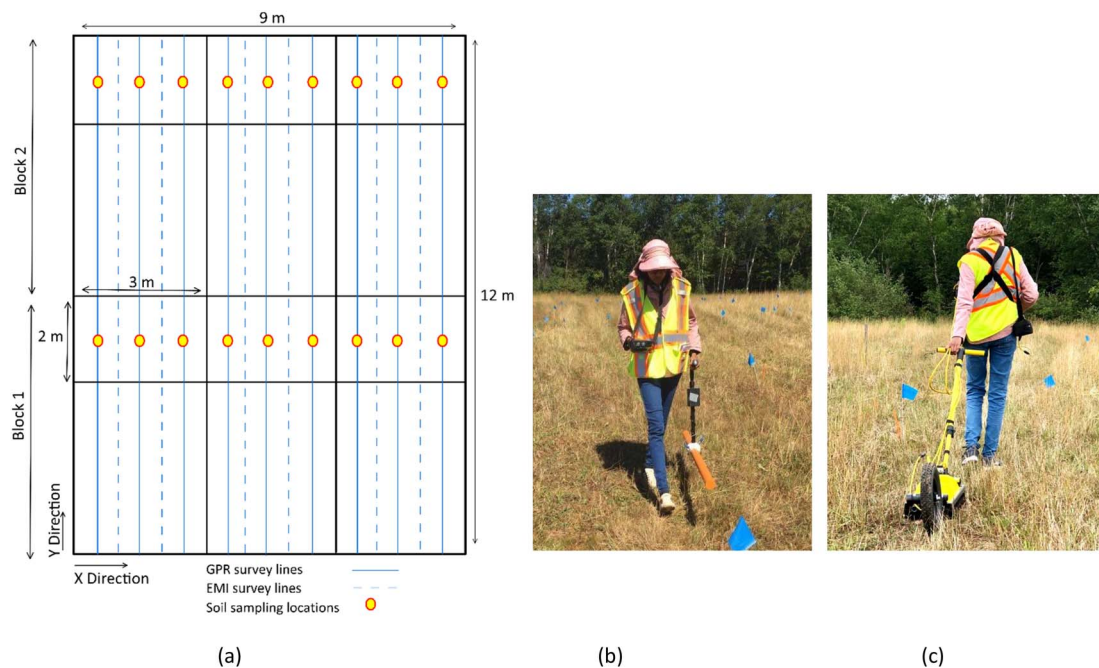 9 m
Block 2
3 m
12 m
2 m
Block 1
Y Direction
X Direction
GPR survey lines
EMI survey lines
Soil sampling locations
(a)
(b)
(c)